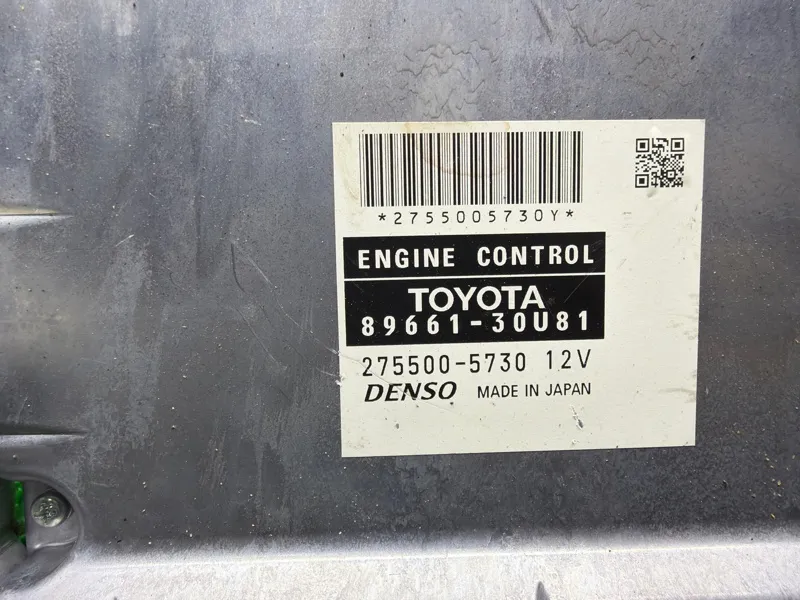 *2755005730Y*
ENGINE CONTROL
TOYOTA
89661-30U81
275500-5730 12V
DENSO MADE IN JAPAN